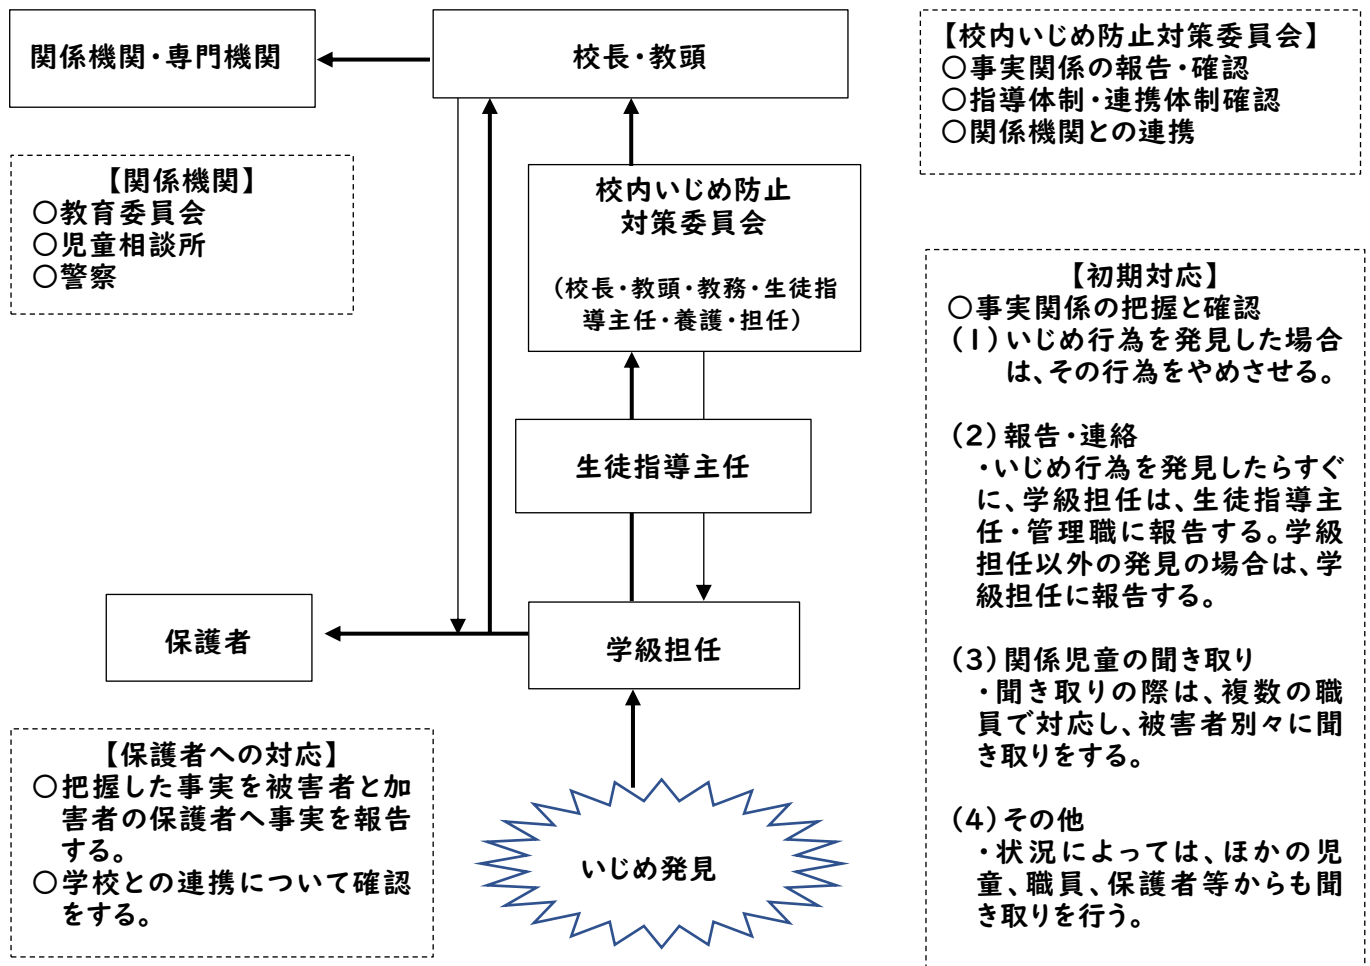 関係機関・専門機関
校長・教頭
【校内いじめ防止対策委員会】
○事実関係の報告・確認
○指導体制・連携体制確認
○関係機関との連携
【関係機関】
○教育委員会
○児童相談所
○警察
校内いじめ防止
対策委員会
（校長・教頭・教務・生徒指
導主任・養護・担任）
【初期対応】
○事実関係の把握と確認
（１）いじめ行為を発見した場合
は、その行為をやめさせる。
（２）報告・連絡
・いじめ行為を発見したらすぐ
に、学級担任は、生徒指導主
任・管理職に報告する。学級
担任以外の発見の場合は、学
級担任に報告する。
（３）関係児童の聞き取り
・聞き取りの際は、複数の職
員で対応し、被害者別々に聞
き取りをする。
（４）その他
・状況によっては、ほかの児
童、職員、保護者等からも聞
き取りを行う。
生徒指導主任
保護者
学級担任
【保護者への対応】
○把握した事実を被害者と加
害者の保護者へ事実を報告
する。
○学校との連携について確認
をする。
いじめ発見